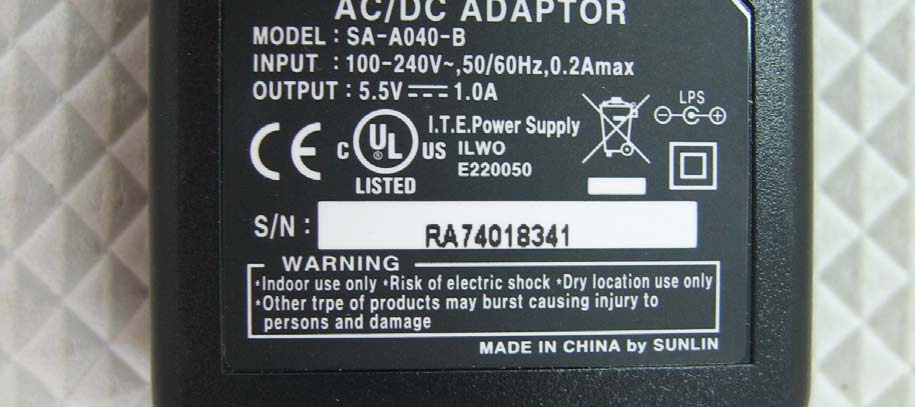 AC/DC ADAPTOR
MODEL : SA-A040-B
INPUT : 100-240V~,50/60Hz,0.2Amax
OUTPUT : 5.5V⎓1.0A
LPS
CE C UL ® US LISTED
I.T.E.Power Supply
ILWO
E220050
S/N : RA74018341
WARNING
•Indoor use only •Risk of electric shock •Dry location use only
•Other trpe of products may burst causing injury to
persons and damage
MADE IN CHINA by SUNLIN